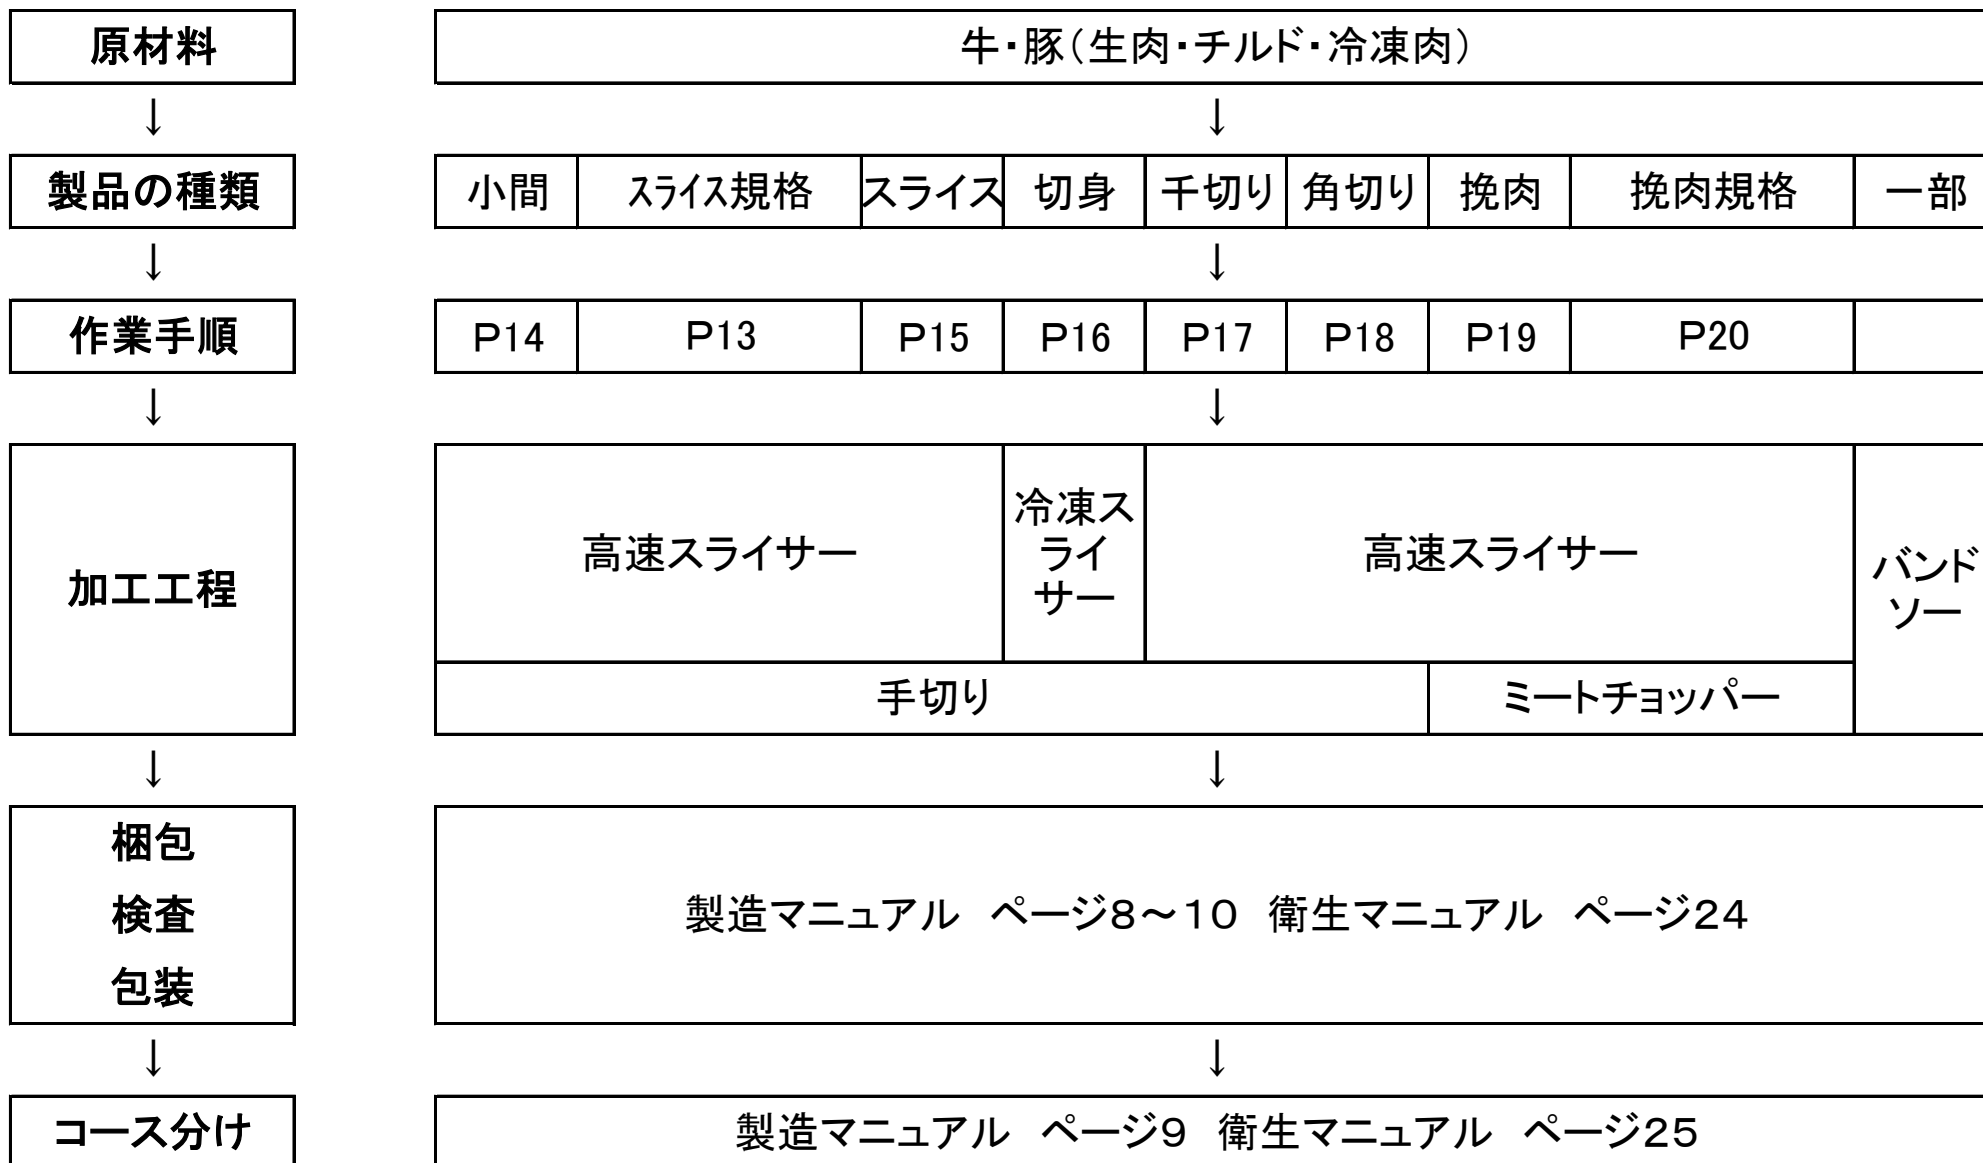 原材料
牛・豚(生肉・チルド・冷凍肉)
↓ ↓
製品の種類
小間 スライス規格 スライス 切身 千切り 角切り 挽肉 挽肉規格 一部
↓ ↓
作業手順
P14 P13 P15 P16 P17 P18 P19 P20
↓ ↓
加工工程
高速スライサー
冷凍ス
ライ
サー
高速スライサー
バンド
ソー
手切り
ミートチョッパー
↓ ↓
梱包
検査
包装
製造マニュアル ページ8~10 衛生マニュアル ページ24
↓ ↓
コース分け
製造マニュアル ページ9 衛生マニュアル ページ25